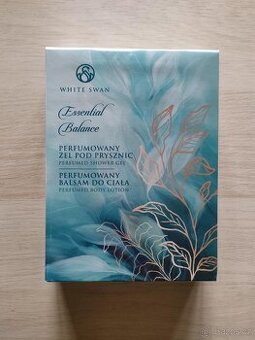 WHITE SWAN
Essential
Balance
PERFUMOWANY
ŻEL POD PRYSZNIC
PERFUMED SHOWER GEL
PERFUMOWANY
BALSAM DO CIAŁA
PERFUMED BODY LOTION